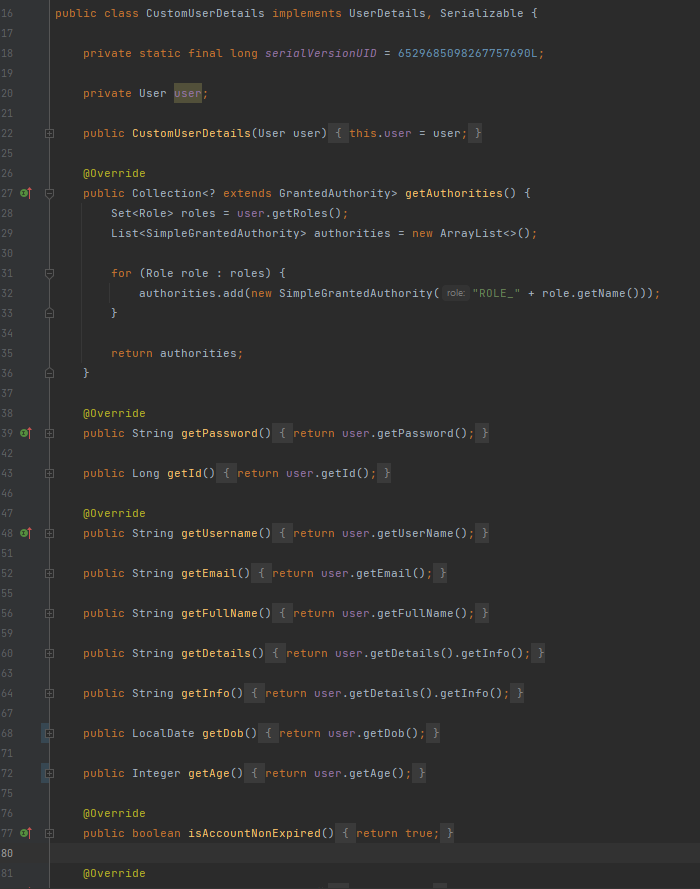 16 public class CustomUserDetails implements UserDetails, Serializable {
17
18 private static final long serialVersionUID = 6529685098267757690L;
19
20 private User user;
21
22 public CustomUserDetails(User user) { this.user = user; }
25
26 @Override
27 public Collection<? extends GrantedAuthority> getAuthorities() {
28 Set<Role> roles = user.getRoles();
29 List<SimpleGrantedAuthority> authorities = new ArrayList<>();
30
31 for (Role role : roles) {
32 authorities.add(new SimpleGrantedAuthority( role: "ROLE_" + role.getName()));
33 }
34
35 return authorities;
36 }
37
38 @Override
39 public String getPassword() { return user.getPassword(); }
42
43 public Long getId() { return user.getId(); }
46
47 @Override
48 public String getUsername() { return user.getUserName(); }
51
52 public String getEmail() { return user.getEmail(); }
55
56 public String getFullName() { return user.getFullName(); }
59
60 public String getDetails() { return user.getDetails().getInfo(); }
63
64 public String getInfo() { return user.getDetails().getInfo(); }
67
68 public LocalDate getDob() { return user.getDob(); }
71
72 public Integer getAge() { return user.getAge(); }
75
76 @Override
77 public boolean isAccountNonExpired() { return true; }
80
81 @Override